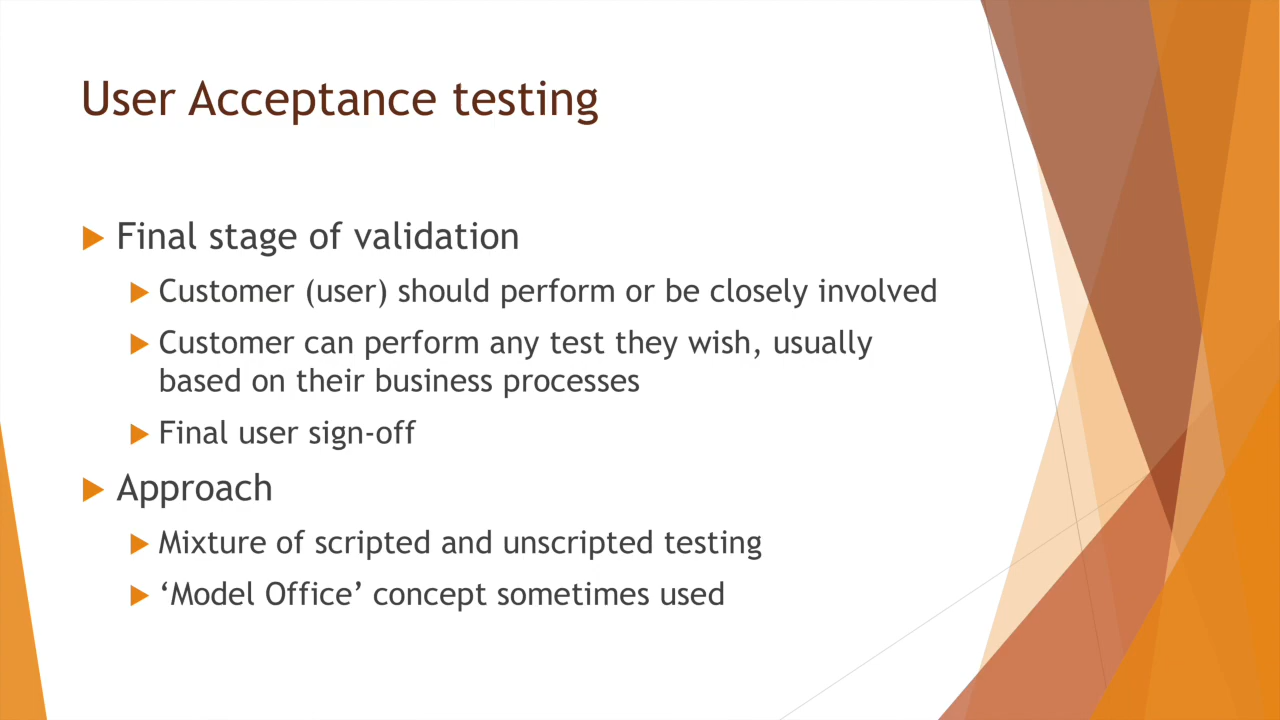 User Acceptance testing
Final stage of validation
Customer (user) should perform or be closely involved
Customer can perform any test they wish, usually
based on their business processes
Final user sign-off
Approach
Mixture of scripted and unscripted testing
‘Model Office’ concept sometimes used